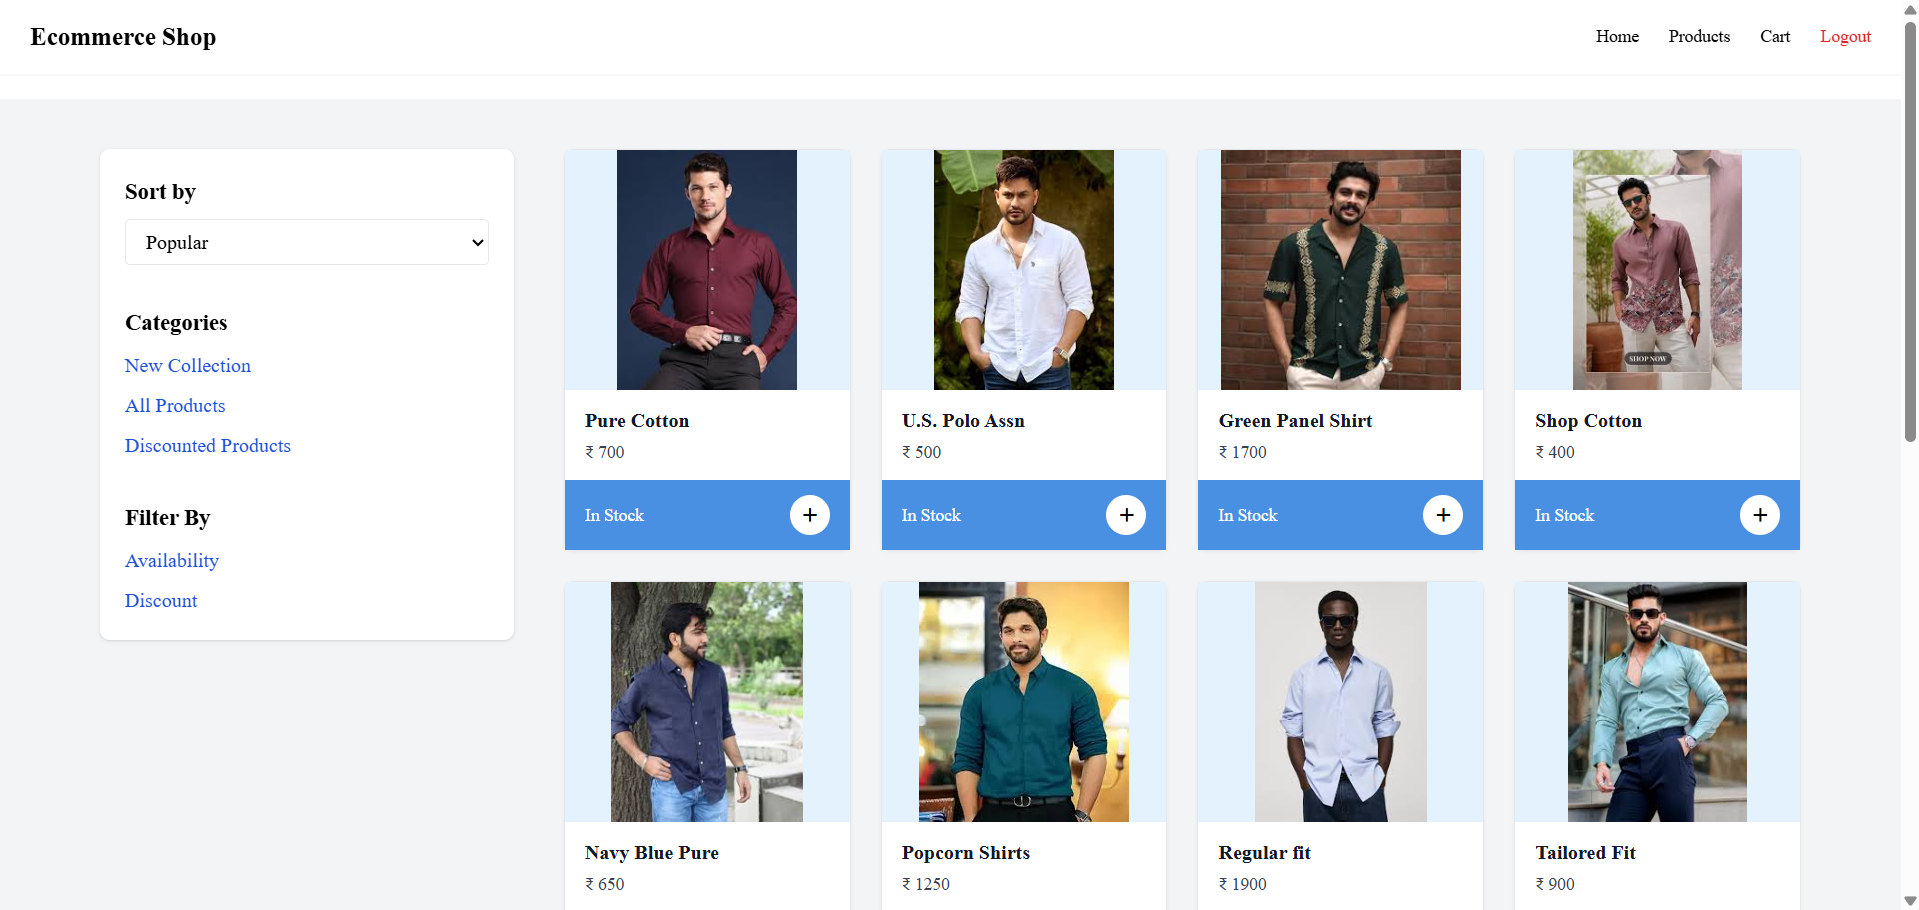 Ecommerce Shop
Home Products Cart Logout
Sort by
Popular
Categories
New Collection
All Products
Discounted Products
Filter By
Availability
Discount
SHOP NOW
Pure Cotton
₹ 700
In Stock +
U.S. Polo Assn
₹ 500
In Stock +
Green Panel Shirt
₹ 1700
In Stock +
Shop Cotton
₹ 400
In Stock +
Navy Blue Pure
₹ 650
Popcorn Shirts
₹ 1250
Regular fit
₹ 1900
Tailored Fit
₹ 900